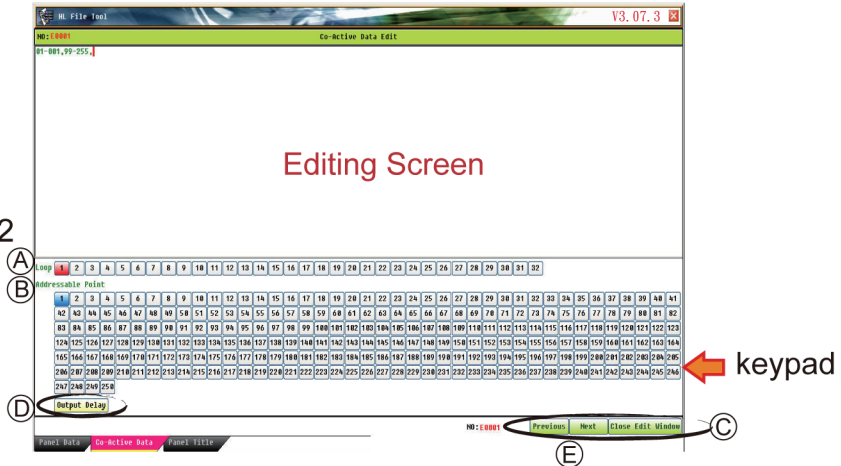 HL File Tool V3.07.3
NO:E0001 Co-Active Data Edit
01-001,99-255,
Editing Screen
2
A Loop 1 2 3 4 5 6 7 8 9 10 11 12 13 14 15 16 17 18 19 20 21 22 23 24 25 26 27 28 29 30 31 32
B Addressable Point
1 2 3 4 5 6 7 8 9 10 11 12 13 14 15 16 17 18 19 20 21 22 23 24 25 26 27 28 29 30 31 32 33 34 35 36 37 38 39 40 41
42 43 44 45 46 47 48 49 50 51 52 53 54 55 56 57 58 59 60 61 62 63 64 65 66 67 68 69 70 71 72 73 74 75 76 77 78 79 80 81 82
83 84 85 86 87 88 89 90 91 92 93 94 95 96 97 98 99 100 101 102 103 104 105 106 107 108 109 110 111 112 113 114 115 116 117 118 119 120 121 122 123
124 125 126 127 128 129 130 131 132 133 134 135 136 137 138 139 140 141 142 143 144 145 146 147 148 149 150 151 152 153 154 155 156 157 158 159 160 161 162 163 164
165 166 167 168 169 170 171 172 173 174 175 176 177 178 179 180 181 182 183 184 185 186 187 188 189 190 191 192 193 194 195 196 197 198 199 200 201 202 203 204 205
206 207 208 209 210 211 212 213 214 215 216 217 218 219 220 221 222 223 224 225 226 227 228 229 230 231 232 233 234 235 236 237 238 239 240 241 242 243 244 245 246
keypad
247 248 249 250
D Output Delay
NO:E0001 Previous Next Close Edit Window C
Panel Data Co-Active Data Panel Title
E